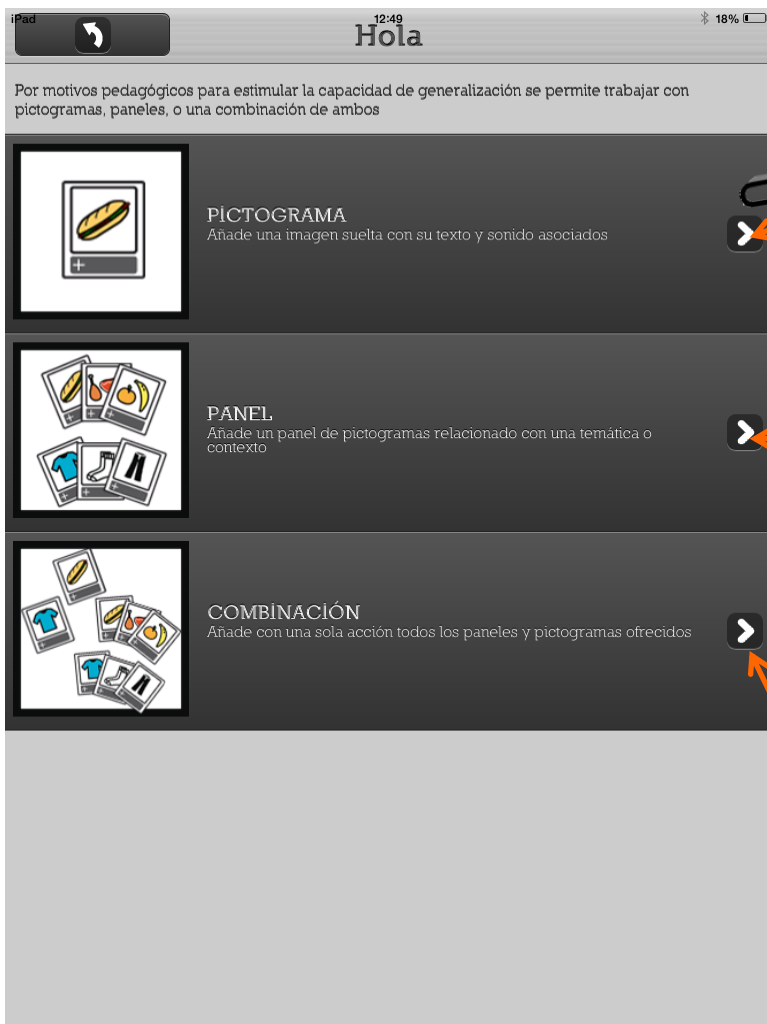 iPad
12:49
18%
Hola
Por motivos pedagógicos para estimular la capacidad de generalización se permite trabajar con
pictogramas, paneles, o una combinación de ambos
PICTOGRAMA
Añade una imagen suelta con su texto y sonido asociados
PANEL
Añade un panel de pictogramas relacionado con una temática o
contexto
COMBINACIÓN
Añade con una sola acción todos los paneles y pictogramas ofrecidos